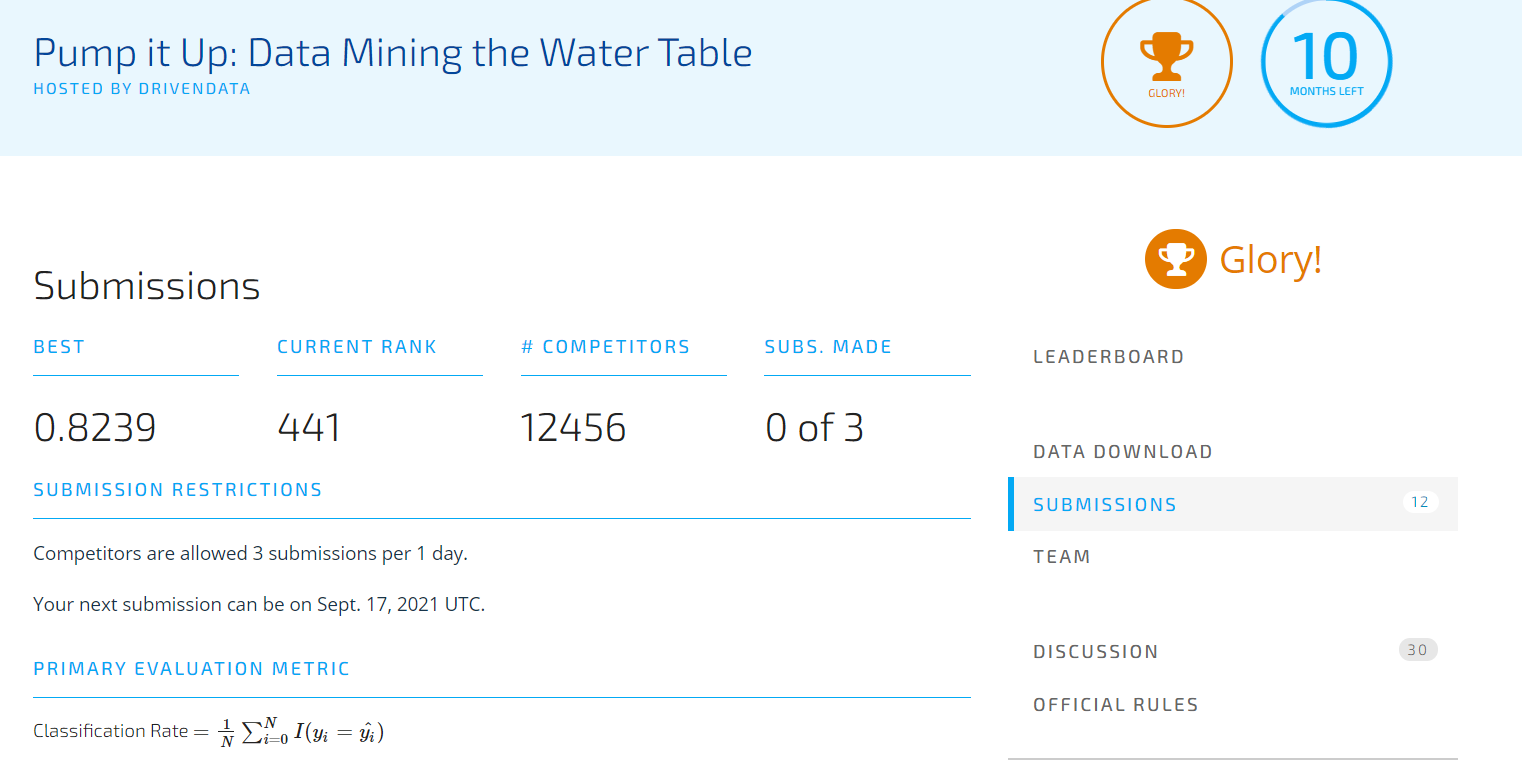 Pump it Up: Data Mining the Water Table
HOSTED BY DRIVENDATA
GLORY!
10
MONTHS LEFT
Submissions
BEST
CURRENT RANK
# COMPETITORS
SUBS. MADE
0.8239
441
12456
0 of 3
SUBMISSION RESTRICTIONS
Competitors are allowed 3 submissions per 1 day.
Your next submission can be on Sept. 17, 2021 UTC.
PRIMARY EVALUATION METRIC
Classification Rate = \frac{1}{N} \sum_{i=0}^{N} I(y_i = \hat{y_i})
Glory!
LEADERBOARD
DATA DOWNLOAD
SUBMISSIONS 12
TEAM
DISCUSSION 30
OFFICIAL RULES